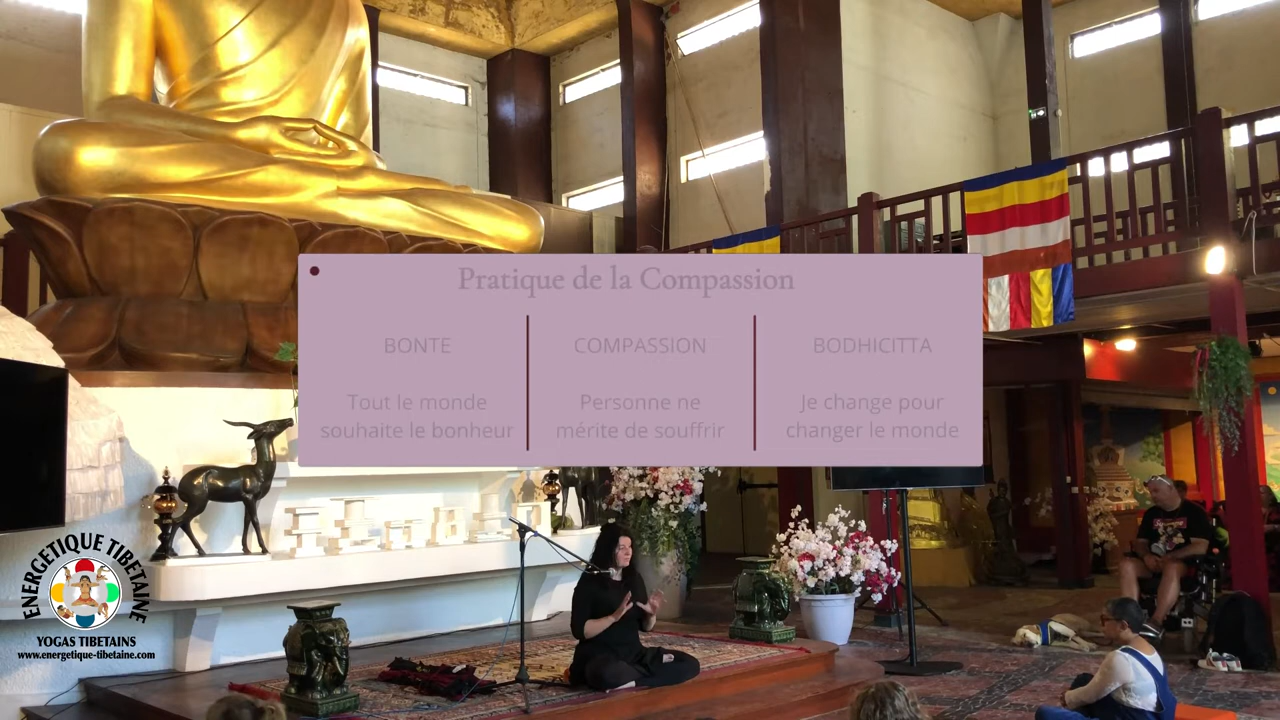 Pratique de la Compassion
BONTE
Tout le monde
souhaite le bonheur
COMPASSION
Personne ne
mérite de souffrir
BODHICITTA
Je change pour
changer le monde
ENERGETIQUE TIBETAINE
YOGAS TIBETAINS
www.energetique-tibetaine.com